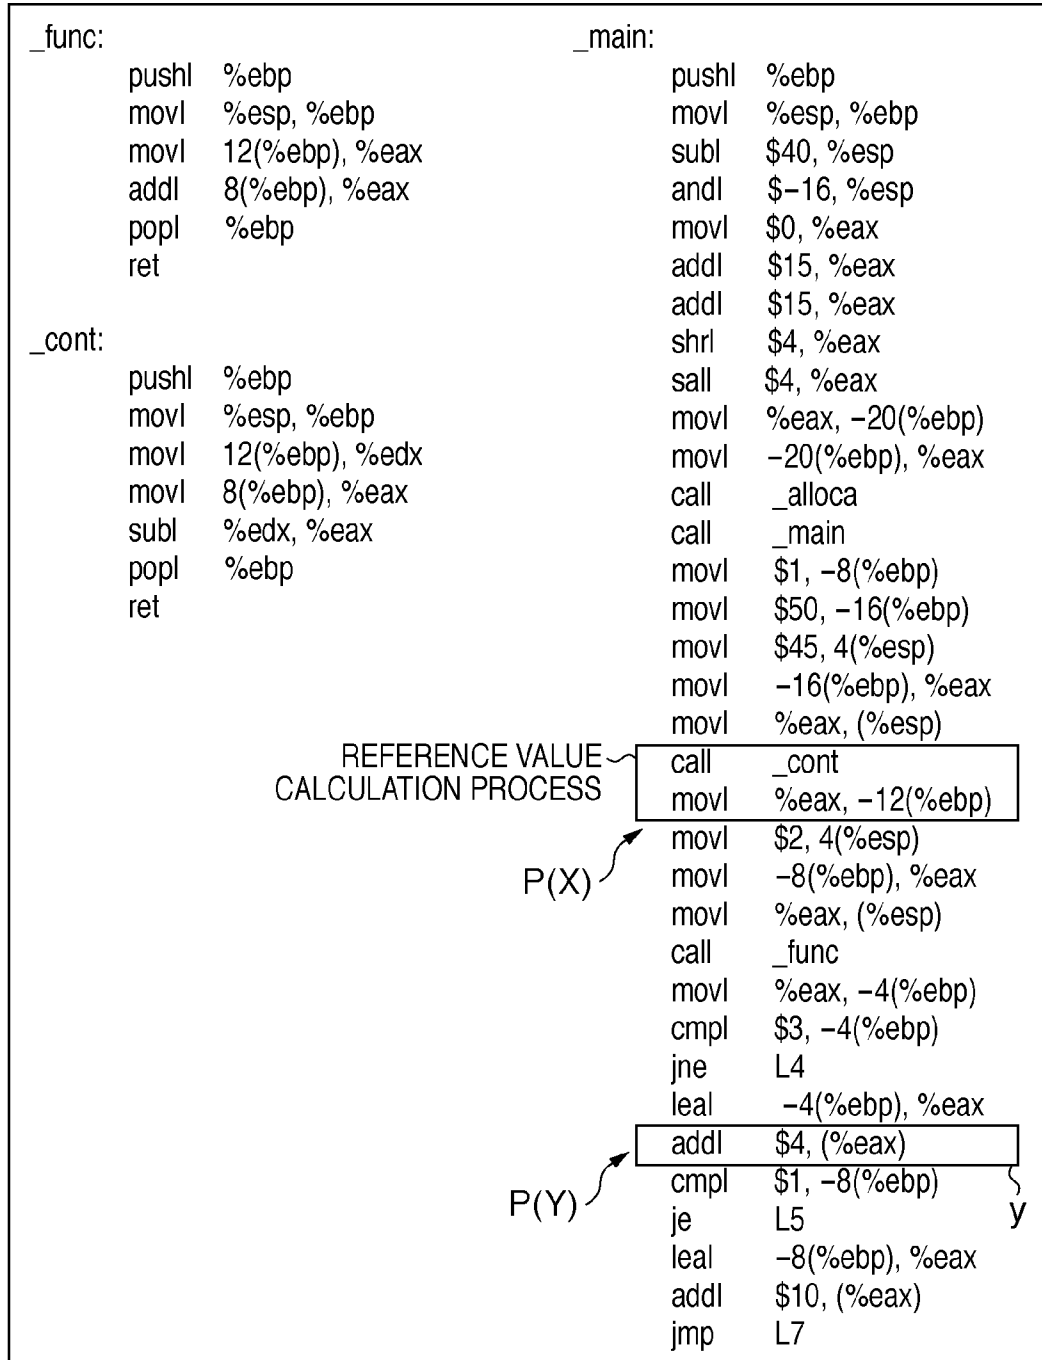 _func:
pushl %ebp
movl %esp, %ebp
movl 12(%ebp), %eax
addl 8(%ebp), %eax
popl %ebp
ret
_cont:
pushl %ebp
movl %esp, %ebp
movl 12(%ebp), %edx
movl 8(%ebp), %eax
subl %edx, %eax
popl %ebp
ret
_main:
pushl %ebp
movl %esp, %ebp
subl $40, %esp
andl $−16, %esp
movl $0, %eax
addl $15, %eax
addl $15, %eax
shrl $4, %eax
sall $4, %eax
movl %eax, −20(%ebp)
movl −20(%ebp), %eax
call _alloca
call _main
movl $1, −8(%ebp)
movl $50, −16(%ebp)
movl $45, 4(%esp)
movl −16(%ebp), %eax
movl %eax, (%esp)
REFERENCE VALUE
CALCULATION PROCESS
call _cont
movl %eax, −12(%ebp)
P(X)
movl $2, 4(%esp)
movl −8(%ebp), %eax
movl %eax, (%esp)
call _func
movl %eax, −4(%ebp)
cmpl $3, −4(%ebp)
jne L4
leal −4(%ebp), %eax
addl $4, (%eax)
y
P(Y)
cmpl $1, −8(%ebp)
je L5
leal −8(%ebp), %eax
addl $10, (%eax)
jmp L7